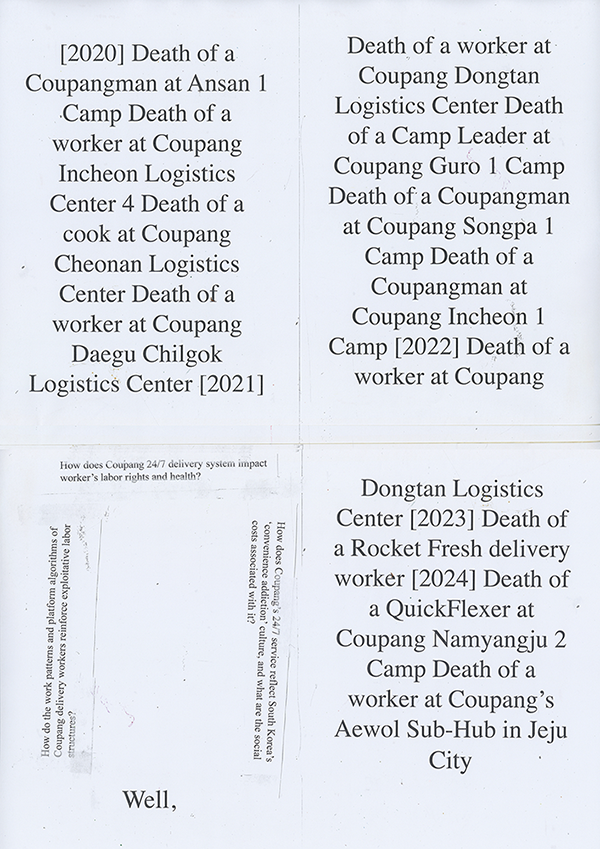 [2020] Death of a
Coupangman at Ansan 1
Camp Death of a
worker at Coupang
Incheon Logistics
Center 4 Death of a
cook at Coupang
Cheonan Logistics
Center Death of a
worker at Coupang
Daegu Chilgok
Logistics Center [2021]
Death of a worker at
Coupang Dongtan
Logistics Center Death
of a Camp Leader at
Coupang Guro 1 Camp
Death of a Coupangman
at Coupang Songpa 1
Camp Death of a
Coupangman at
Coupang Incheon 1
Camp [2022] Death of a
worker at Coupang
How does Coupang 24/7 delivery system impact
worker's labor rights and health?
How do the work patterns and platform algorithms of
Coupang delivery workers reinforce exploitative labor
structures?
How does Coupang's 24/7 service reflect South Korea's
'convenience addiction' culture, and what are the social
costs associated with it?
Well,
Dongtan Logistics
Center [2023] Death of
a Rocket Fresh delivery
worker [2024] Death of
a QuickFlexer at
Coupang Namyangju 2
Camp Death of a
worker at Coupang’s
Aewol Sub-Hub in Jeju
City